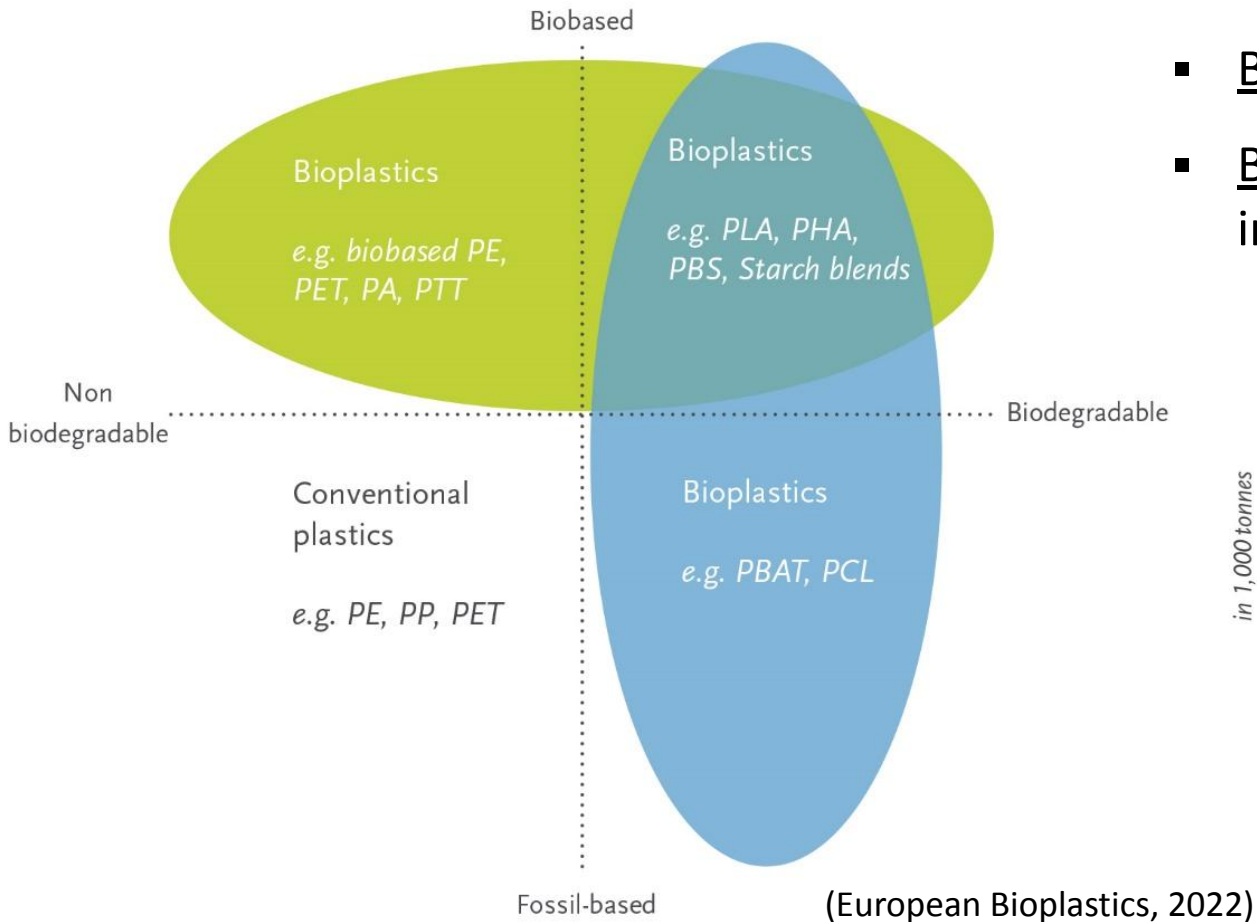 Biobased
Bioplastics
e.g. biobased PE,
PET, PA, PTT
Bioplastics
e.g. PLA, PHA,
PBS, Starch blends
Non
biodegradable
Biodegradable
Conventional
plastics
e.g. PE, PP, PET
Bioplastics
e.g. PBAT, PCL
Fossil-based
(European Bioplastics, 2022)
in 1,000 tonnes